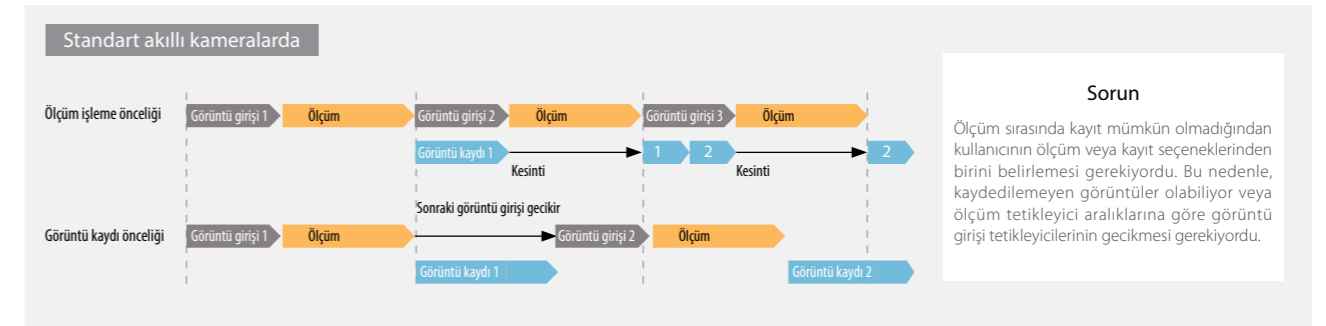 Standart akıllı kameralarda
Ölçüm işleme önceliği
Görüntü girişi 1
Ölçüm
Görüntü girişi 2
Ölçüm
Görüntü girişi 3
Ölçüm
Görüntü kaydı 1
Kesinti
1
2
Kesinti
2
Sonraki görüntü girişi gecikir
Görüntü kaydı önceliği
Görüntü girişi 1
Ölçüm
Görüntü girişi 2
Ölçüm
Görüntü kaydı 1
Görüntü kaydı 2
Sorun
Ölçüm sırasında kayıt mümkün olmadığından
kullanıcının ölçüm veya kayıt seçeneklerinden
birini belirlemesi gerekiyordu. Bu nedenle,
kaydedilemeyen görüntüler olabiliyor veya
ölçüm tetikleyici aralıklarına göre görüntü
girişi tetikleyicilerinin gecikmesi gerekiyordu.